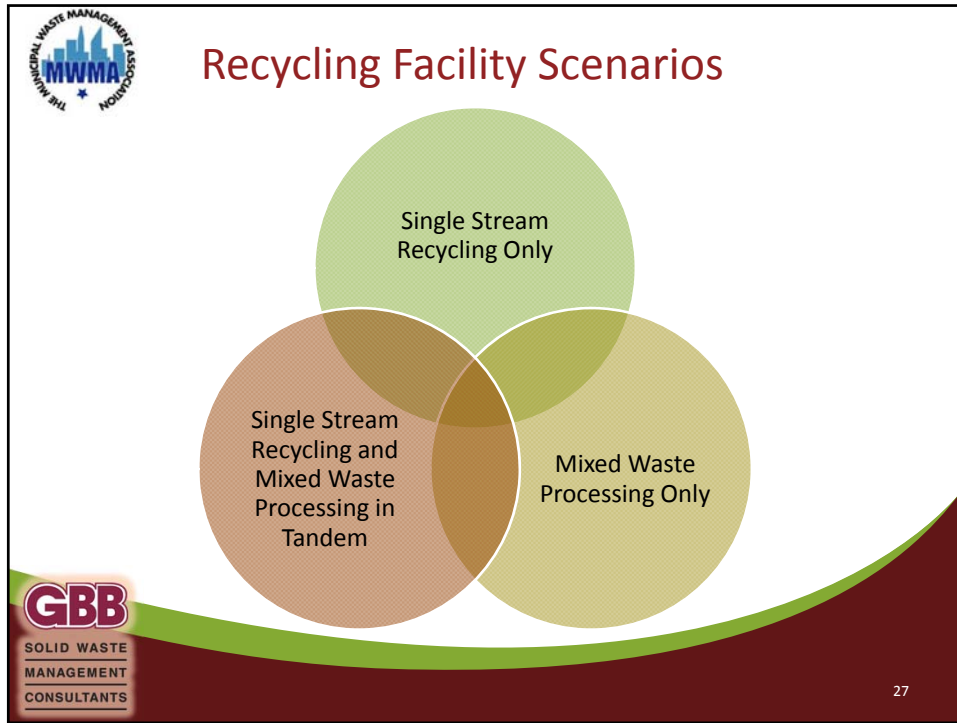 THE MUNICIPAL WASTE MANAGEMENT ASSOCIATION
MWMA
Recycling Facility Scenarios
Single Stream
Recycling Only
Single Stream
Recycling and
Mixed Waste
Processing in
Tandem
Mixed Waste
Processing Only
GBB
SOLID WASTE
MANAGEMENT
CONSULTANTS
27